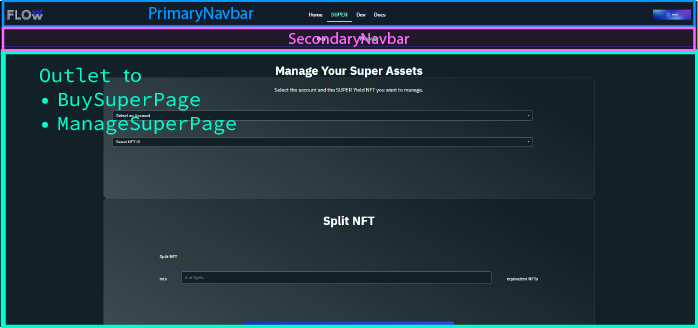 FLOW
PrimaryNavbar
Home SUPER Dev Docs
SecondaryNavbar
Manage Your Super Assets
Select the account and the SUPER Yield NFT you want to manage.
Outlet to
• BuySuperPage
• ManageSuperPage
Select an Account
Select NFT ID
Split NFT
Split NFT
into
# of Splits
equivalent NFTs